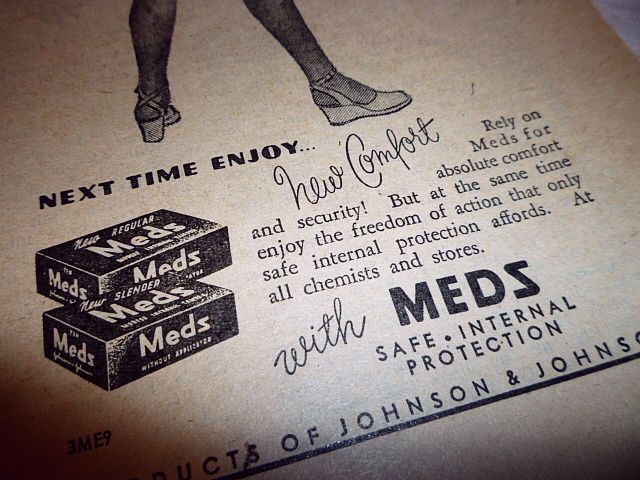 NEXT TIME ENJOY...
New Comfort
Rely on
Meds for
absolute comfort
and security! But at the same time
enjoy the freedom of action that only
safe internal protection affords. At
all chemists and stores.
with MEDS
SAFE · INTERNAL
PROTECTION
New REGULAR
Meds
Meds
New SLENDER
Meds
Meds
Meds
WITHOUT APPLICATOR
3ME9
DUCTS OF JOHNSON & JOHNSO